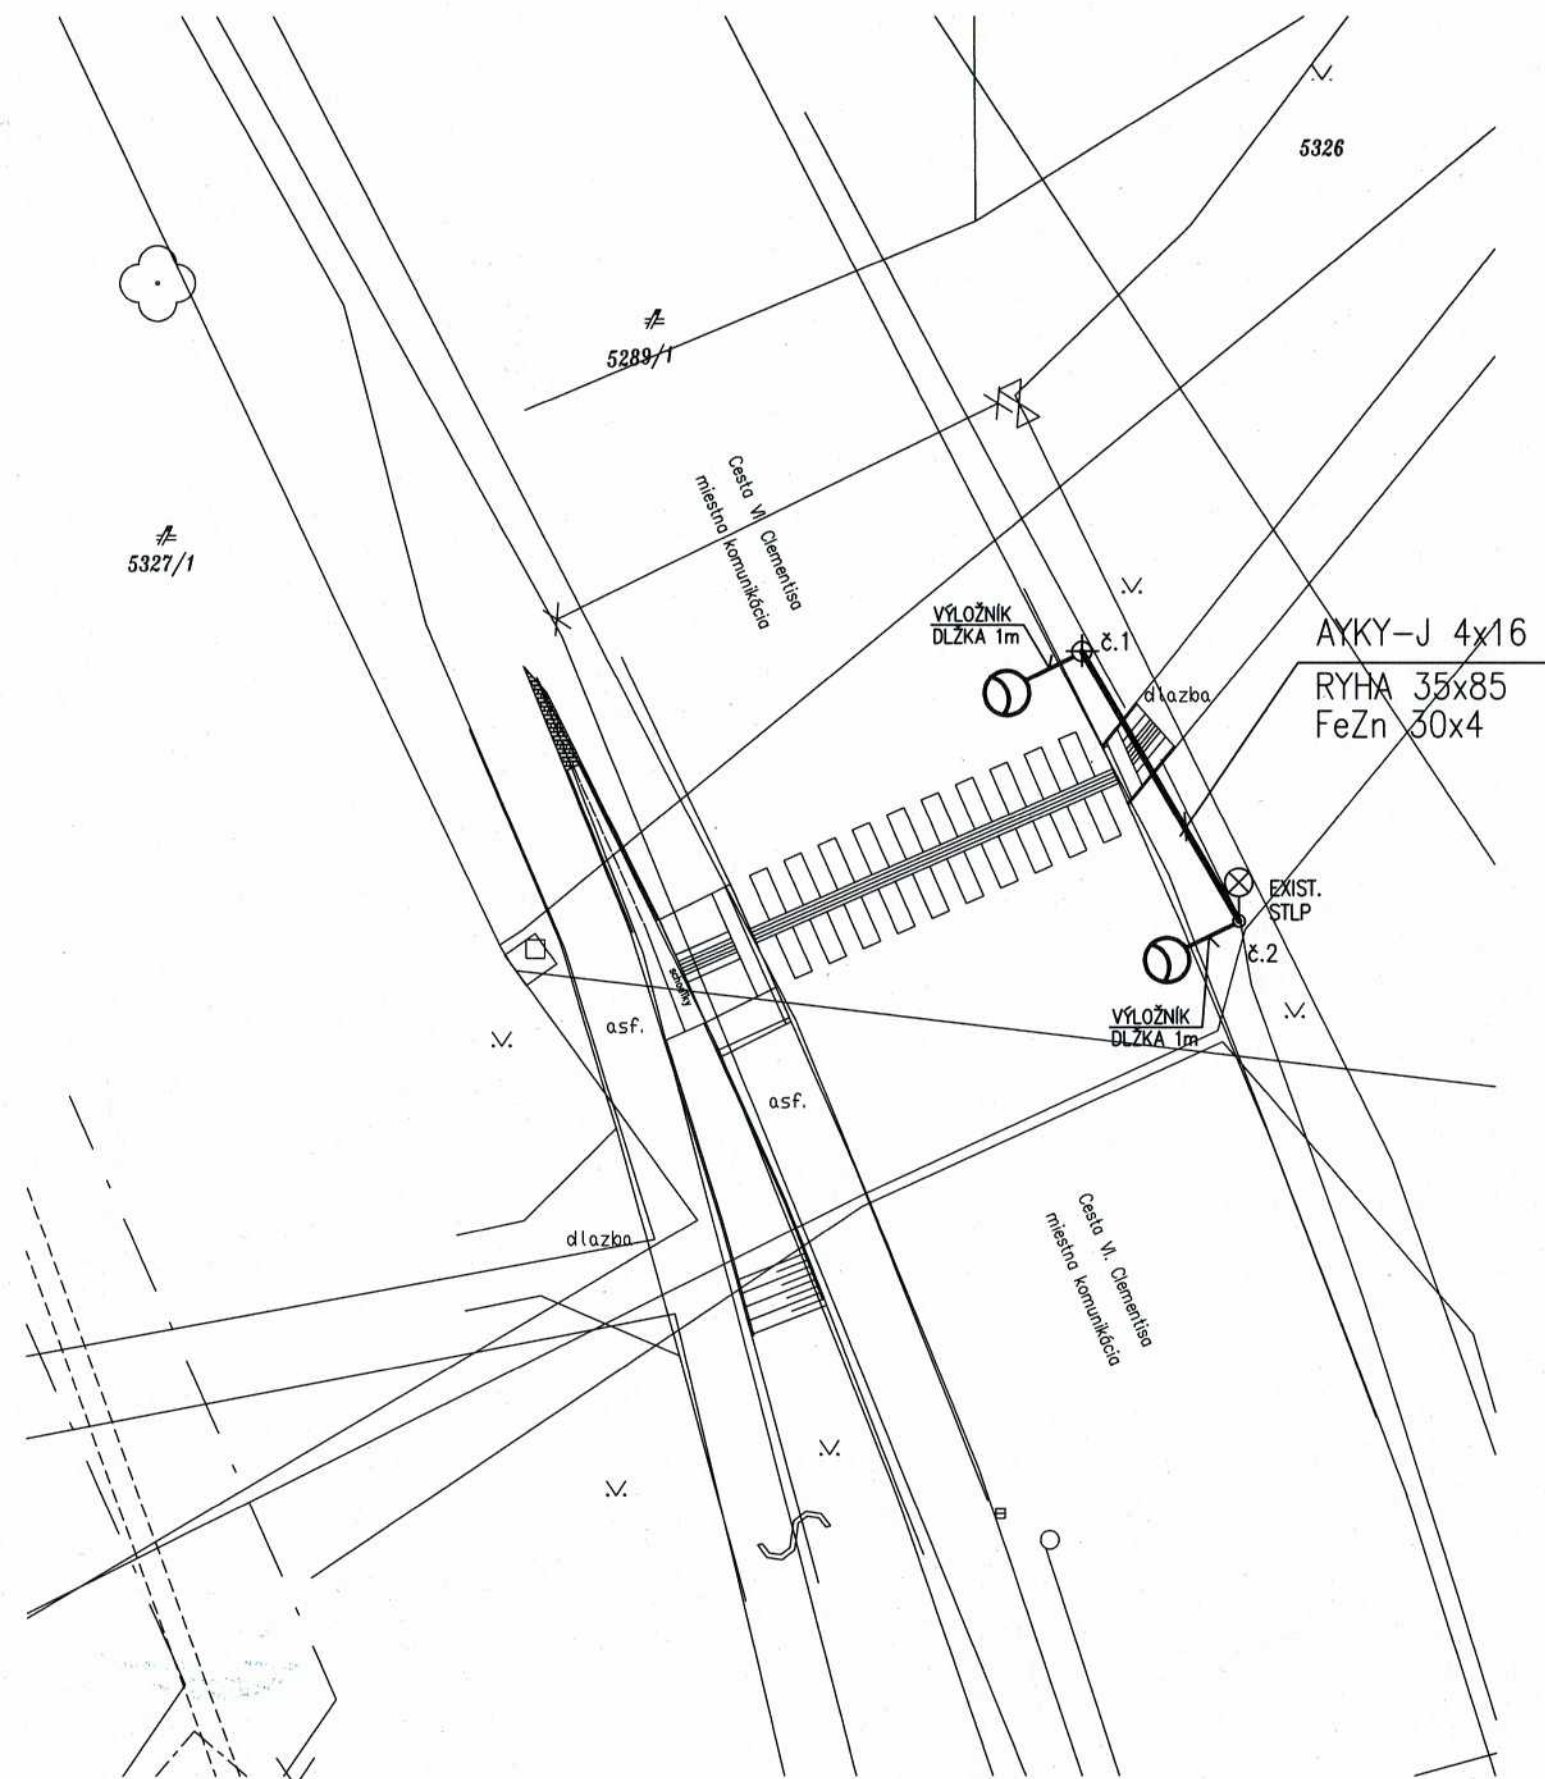 5326
5289/1
Cesta Vl. Clementisa
miestna komunikácia
5327/1
VÝLOŽNÍK
DLŽKA 1m
č.1
AYKY-J 4x16
RYHA 35x85
FeZn 30x4
dlazba
EXIST.
STLP
č.2
schodíky
asf.
VÝLOŽNÍK
DLŽKA 1m
asf.
dlazba
Cesta Vl. Clementisa
miestna komunikácia